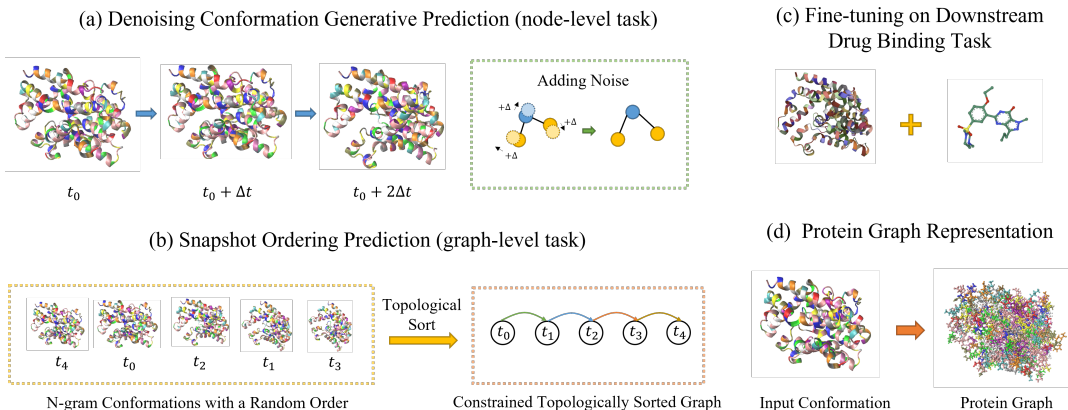 (a) Denoising Conformation Generative Prediction (node-level task)
t₀
t₀ + Δt
t₀ + 2Δt
Adding Noise
+Δ
+Δ
+Δ
(b) Snapshot Ordering Prediction (graph-level task)
t₄
t₀
t₂
t₁
t₃
N-gram Conformations with a Random Order
Topological
Sort
t₀
t₁
t₂
t₃
t₄
Constrained Topologically Sorted Graph
(c) Fine-tuning on Downstream
Drug Binding Task
(d) Protein Graph Representation
Input Conformation
Protein Graph